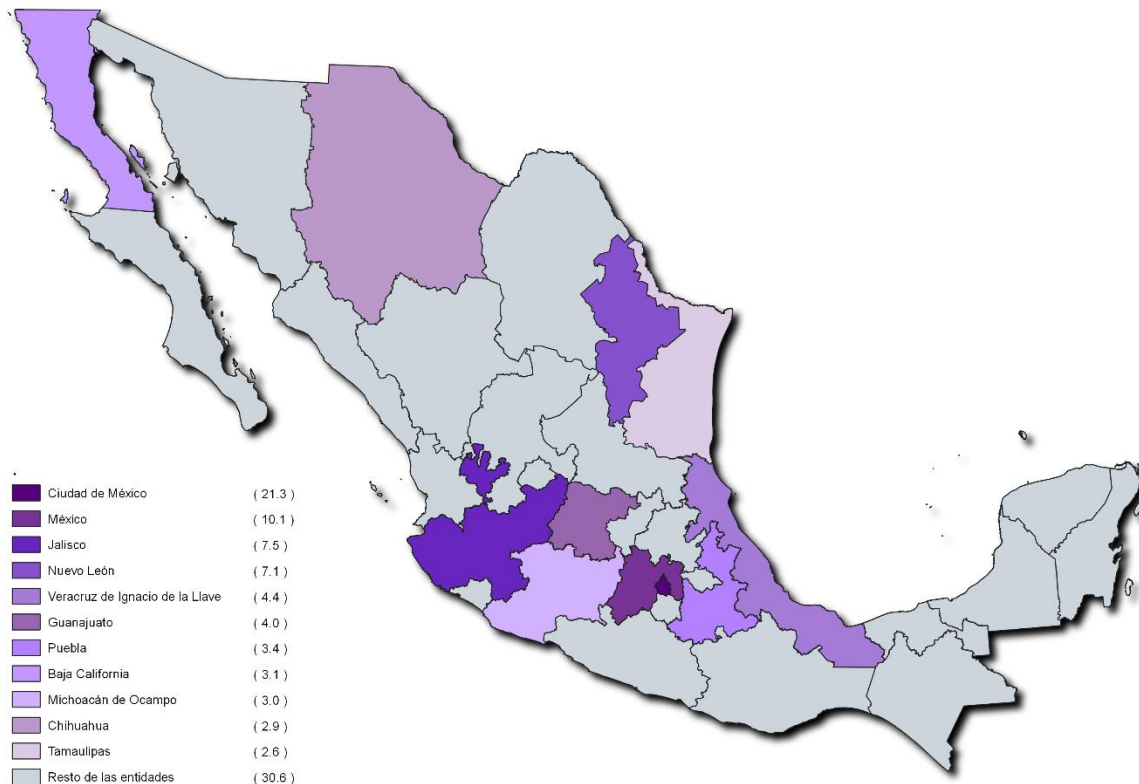 Ciudad de México ( 21.3 )
México ( 10.1 )
Jalisco ( 7.5 )
Nuevo León ( 7.1 )
Veracruz de Ignacio de la Llave ( 4.4 )
Guanajuato ( 4.0 )
Puebla ( 3.4 )
Baja California ( 3.1 )
Michoacán de Ocampo ( 3.0 )
Chihuahua ( 2.9 )
Tamaulipas ( 2.6 )
Resto de las entidades ( 30.6 )